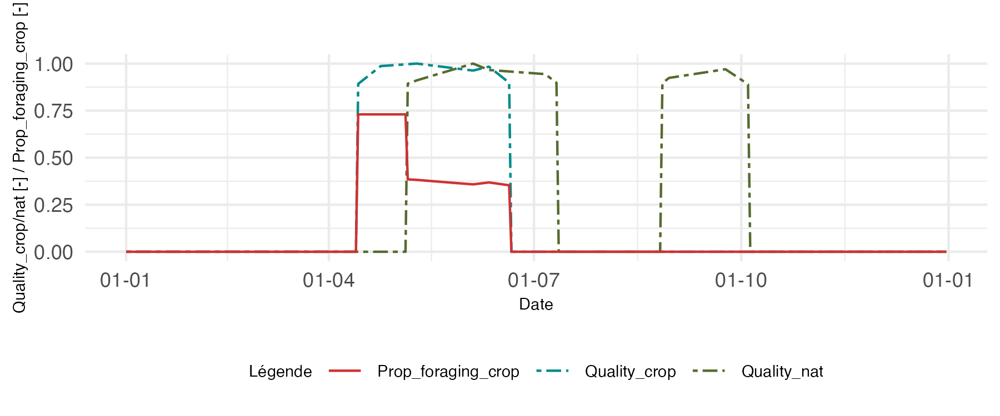 Quality_crop/nat [-] / Prop_foraging_crop [-]
1.00
0.75
0.50
0.25
0.00
01-01 01-04 01-07 01-10 01-01
Date
Légende Prop_foraging_crop Quality_crop Quality_nat